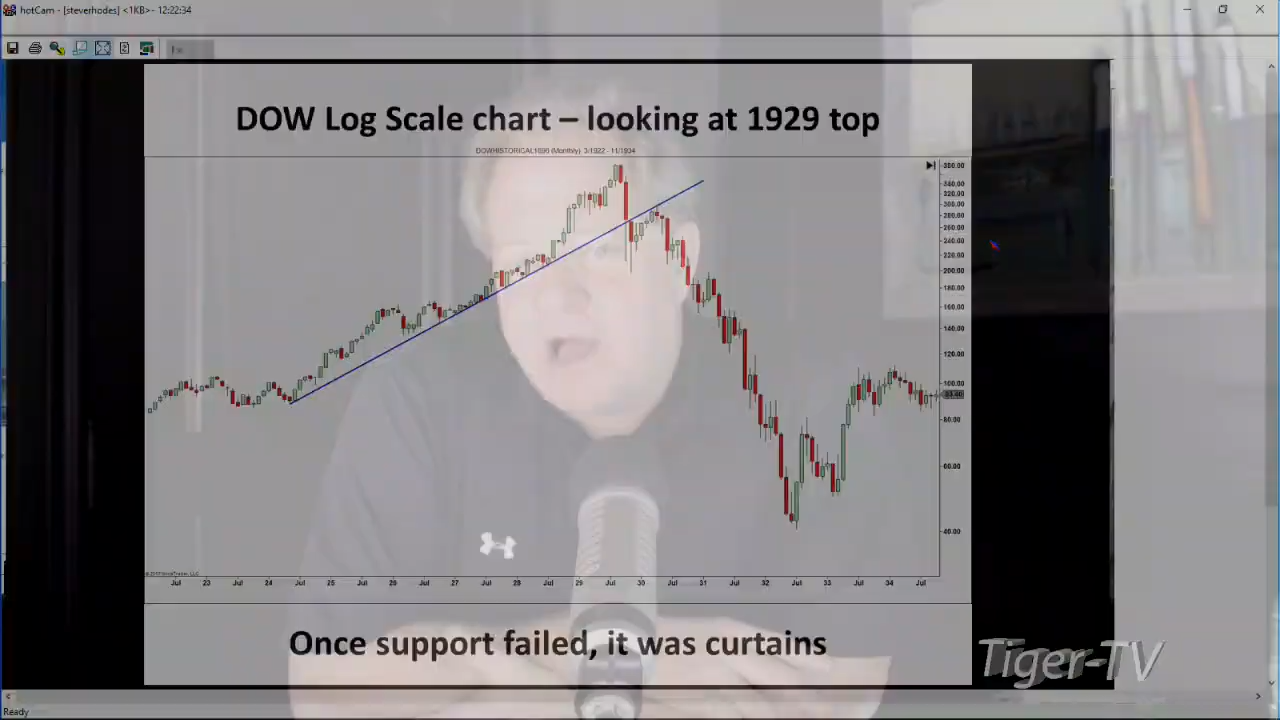 hotCam - [steverhodes] <1KB> - 12:22:34
DOW Log Scale chart – looking at 1929 top
(Monthly) 3/1922 - 11/1934
380.00
340.00
320.00
300.00
280.00
260.00
240.00
220.00
200.00
180.00
160.00
140.00
120.00
100.00
80.00
60.00
40.00
Jul 23 Jul 24 Jul 25 Jul 26 Jul 27 Jul 28 Jul 29 Jul 30 Jul 31 Jul 32 Jul 33 Jul 34 Jul
Once support failed, it was curtains
Tiger-TV
Ready